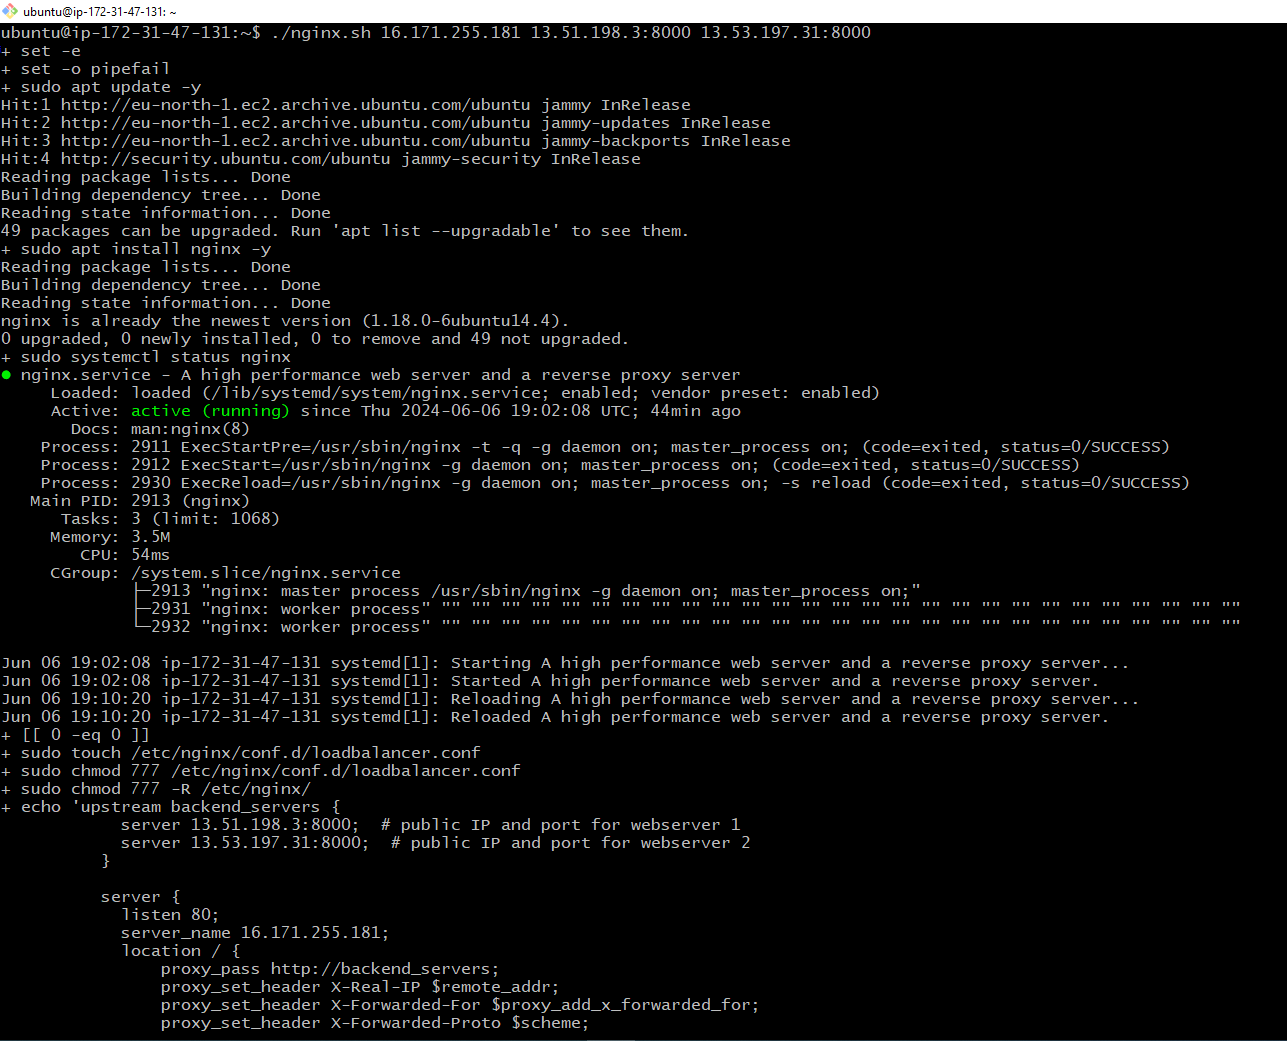 ubuntu@ip-172-31-47-131: ~
ubuntu@ip-172-31-47-131:~$ ./nginx.sh 16.171.255.181 13.51.198.3:8000 13.53.197.31:8000
+ set -e
+ set -o pipefail
+ sudo apt update -y
Hit:1 http://eu-north-1.ec2.archive.ubuntu.com/ubuntu jammy InRelease
Hit:2 http://eu-north-1.ec2.archive.ubuntu.com/ubuntu jammy-updates InRelease
Hit:3 http://eu-north-1.ec2.archive.ubuntu.com/ubuntu jammy-backports InRelease
Hit:4 http://security.ubuntu.com/ubuntu jammy-security InRelease
Reading package lists... Done
Building dependency tree... Done
Reading state information... Done
49 packages can be upgraded. Run 'apt list --upgradable' to see them.
+ sudo apt install nginx -y
Reading package lists... Done
Building dependency tree... Done
Reading state information... Done
nginx is already the newest version (1.18.0-6ubuntu14.4).
0 upgraded, 0 newly installed, 0 to remove and 49 not upgraded.
+ sudo systemctl status nginx
● nginx.service - A high performance web server and a reverse proxy server
     Loaded: loaded (/lib/systemd/system/nginx.service; enabled; vendor preset: enabled)
     Active: active (running) since Thu 2024-06-06 19:02:08 UTC; 44min ago
       Docs: man:nginx(8)
    Process: 2911 ExecStartPre=/usr/sbin/nginx -t -q -g daemon on; master_process on; (code=exited, status=0/SUCCESS)
    Process: 2912 ExecStart=/usr/sbin/nginx -g daemon on; master_process on; (code=exited, status=0/SUCCESS)
    Process: 2930 ExecReload=/usr/sbin/nginx -g daemon on; master_process on; -s reload (code=exited, status=0/SUCCESS)
   Main PID: 2913 (nginx)
      Tasks: 3 (limit: 1068)
     Memory: 3.5M
        CPU: 54ms
     CGroup: /system.slice/nginx.service
             ├─2913 "nginx: master process /usr/sbin/nginx -g daemon on; master_process on;"
             ├─2931 "nginx: worker process" "" "" "" "" "" "" "" "" "" "" "" "" "" "" "" "" "" "" "" "" "" "" "" "" "" "" ""
             └─2932 "nginx: worker process" "" "" "" "" "" "" "" "" "" "" "" "" "" "" "" "" "" "" "" "" "" "" "" "" "" "" ""
Jun 06 19:02:08 ip-172-31-47-131 systemd[1]: Starting A high performance web server and a reverse proxy server...
Jun 06 19:02:08 ip-172-31-47-131 systemd[1]: Started A high performance web server and a reverse proxy server.
Jun 06 19:10:20 ip-172-31-47-131 systemd[1]: Reloading A high performance web server and a reverse proxy server...
Jun 06 19:10:20 ip-172-31-47-131 systemd[1]: Reloaded A high performance web server and a reverse proxy server.
+ [[ 0 -eq 0 ]]
+ sudo touch /etc/nginx/conf.d/loadbalancer.conf
+ sudo chmod 777 /etc/nginx/conf.d/loadbalancer.conf
+ sudo chmod 777 -R /etc/nginx/
+ echo 'upstream backend_servers {
            server 13.51.198.3:8000;  # public IP and port for webserver 1
            server 13.53.197.31:8000;  # public IP and port for webserver 2
          }
          server {
            listen 80;
            server_name 16.171.255.181;
            location / {
                proxy_pass http://backend_servers;
                proxy_set_header X-Real-IP $remote_addr;
                proxy_set_header X-Forwarded-For $proxy_add_x_forwarded_for;
                proxy_set_header X-Forwarded-Proto $scheme;